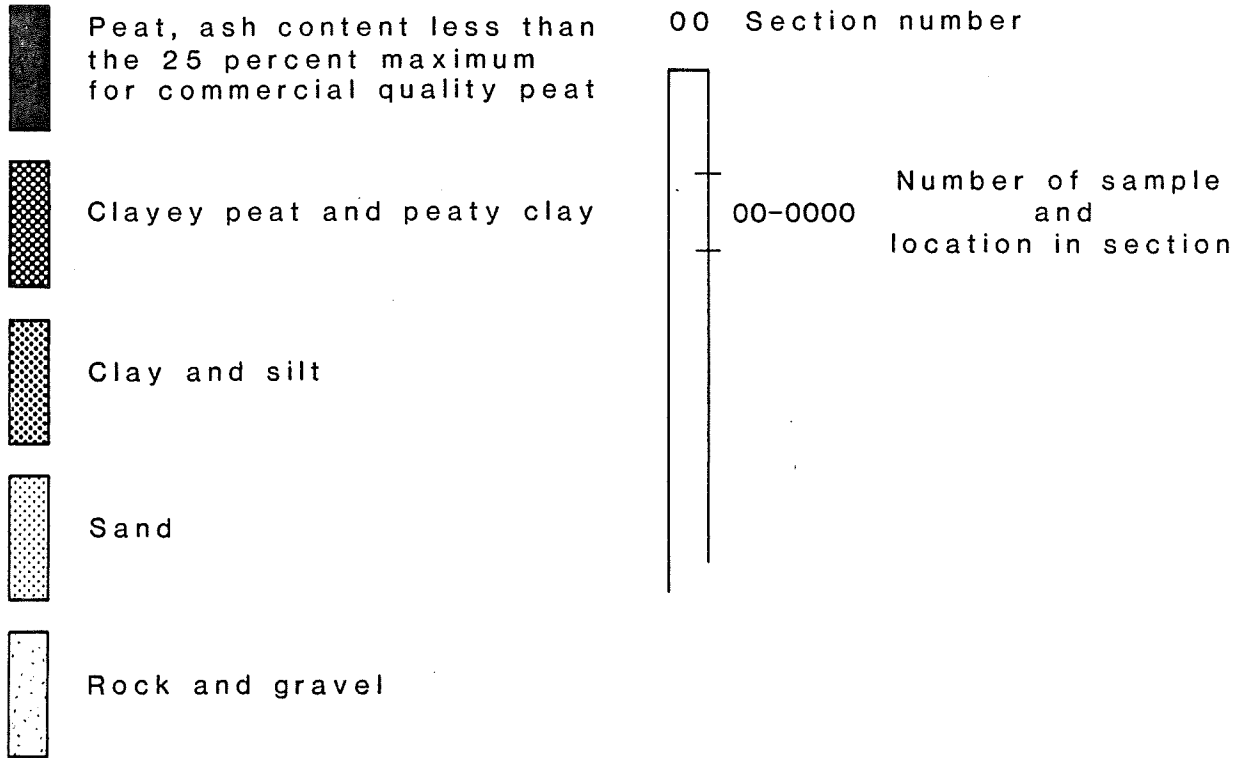 Peat, ash content less than
the 25 percent maximum
for commercial quality peat
Clayey peat and peaty clay
Clay and silt
Sand
Rock and gravel
00 Section number
00-0000
Number of sample
and
location in section